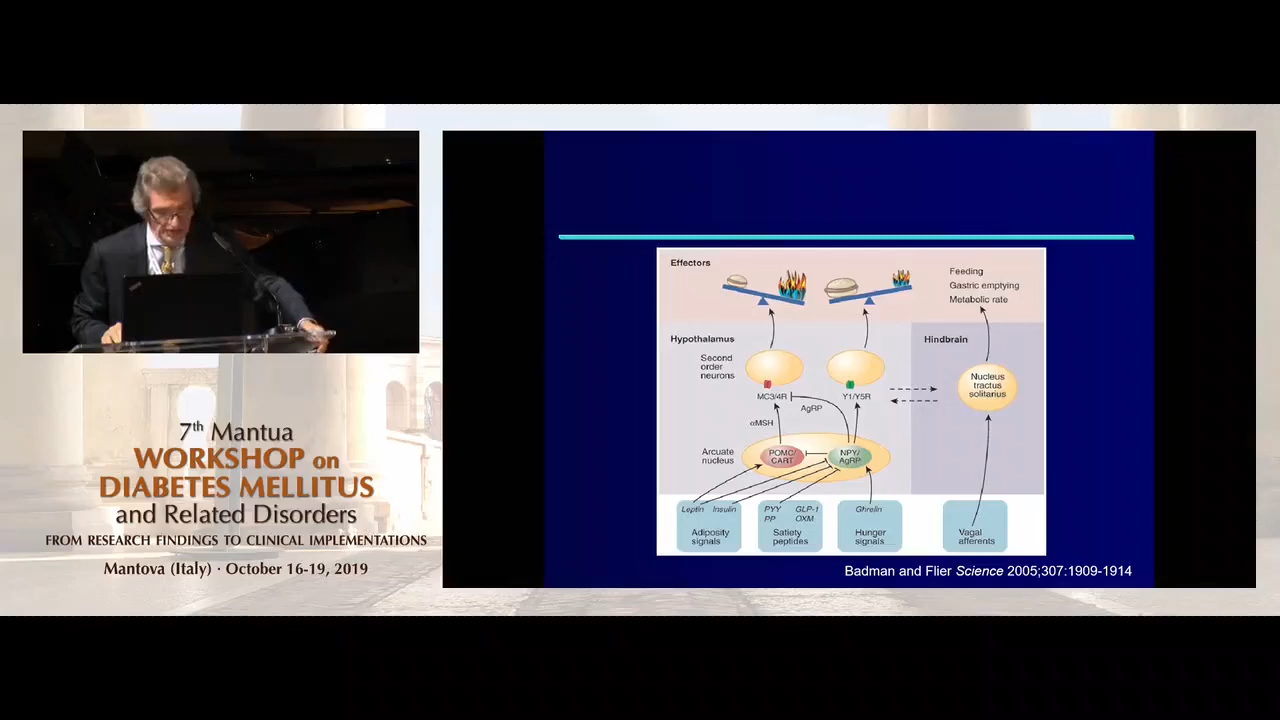 7th Mantua
WORKSHOP on
DIABETES MELLITUS
and Related Disorders
FROM RESEARCH FINDINGS TO CLINICAL IMPLEMENTATIONS
Mantova (Italy) · October 16-19, 2019
Effectors
Feeding
Gastric emptying
Metabolic rate
Hypothalamus
Hindbrain
Second
order
neurons
Nucleus
tractus
solitarius
MC3/4R
Y1/Y5R
AgRP
αMSH
Arcuate
nucleus
POMC/
CART
NPY/
AgRP
Leptin Insulin
Adiposity
signals
PYY GLP-1
PP OXM
Satiety
peptides
Ghrelin
Hunger
signals
Vagal
afferents
Badman and Flier Science 2005;307:1909-1914